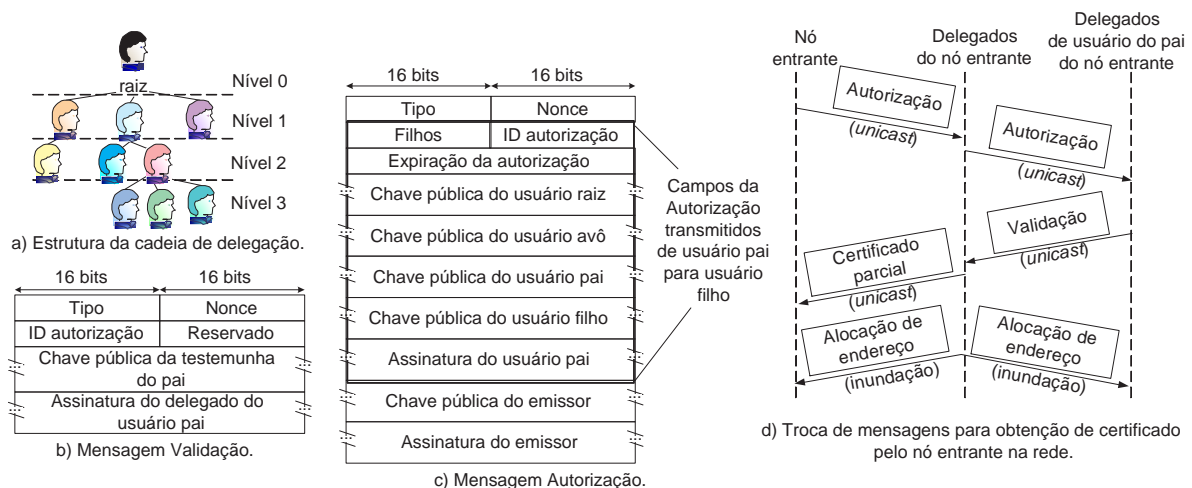 raiz
Nível 0
Nível 1
Nível 2
Nível 3
a) Estrutura da cadeia de delegação.
16 bits
16 bits
Tipo
Nonce
ID autorização
Reservado
Chave pública da testemunha
do pai
Assinatura do delegado do
usuário pai
b) Mensagem Validação.
16 bits
16 bits
Tipo
Nonce
Filhos
ID autorização
Expiração da autorização
Chave pública do usuário raiz
Chave pública do usuário avô
Chave pública do usuário pai
Chave pública do usuário filho
Assinatura do usuário pai
Chave pública do emissor
Assinatura do emissor
Campos da
Autorização
transmitidos
de usuário pai
para usuário
filho
c) Mensagem Autorização.
Nó
entrante
Delegados
do nó entrante
Delegados
de usuário do pai
do nó entrante
Autorização
(unicast)
Autorização
(unicast)
Validação
(unicast)
Certificado
parcial
(unicast)
Alocação de
endereço
(inundação)
Alocação de
endereço
(inundação)
d) Troca de mensagens para obtenção de certificado
pelo nó entrante na rede.